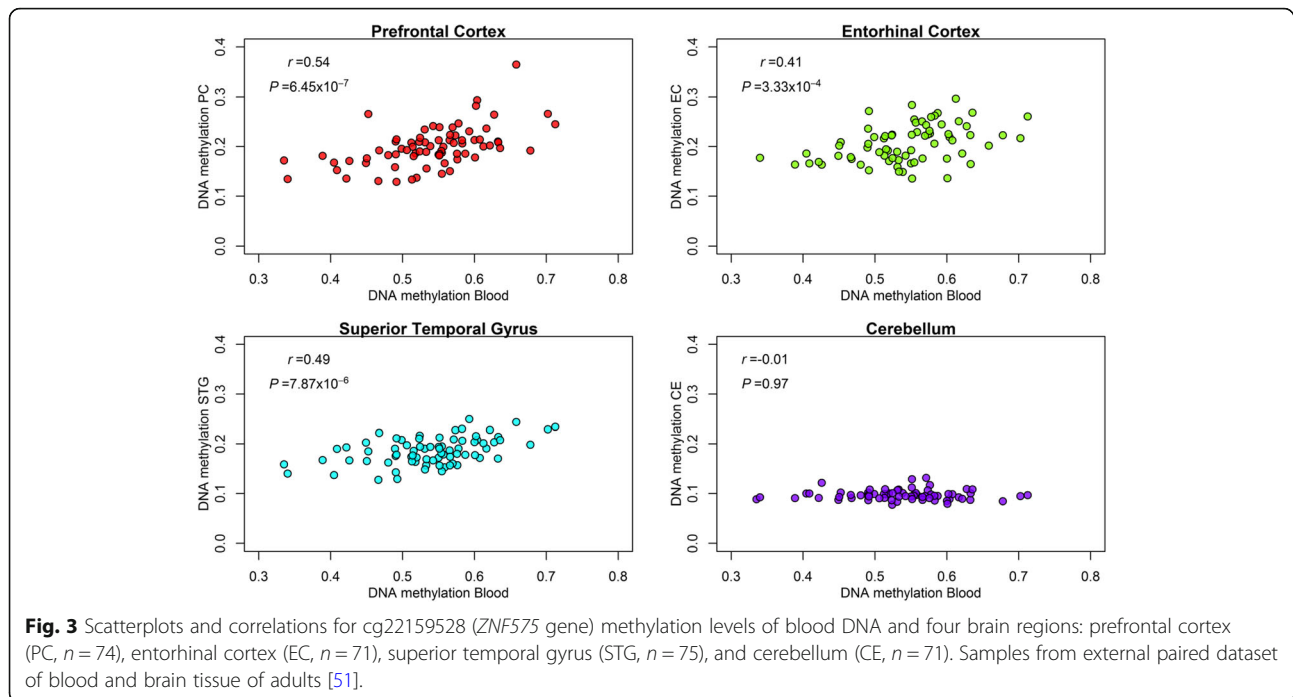 Prefrontal Cortex
r =0.54
P =6.45x10⁻⁷
DNA methylation PC
0.4
0.3
0.2
0.1
0.0
0.3 0.4 0.5 0.6 0.7 0.8
DNA methylation Blood
Entorhinal Cortex
r =0.41
P =3.33x10⁻⁴
DNA methylation EC
0.4
0.3
0.2
0.1
0.0
0.3 0.4 0.5 0.6 0.7 0.8
DNA methylation Blood
Superior Temporal Gyrus
r =0.49
P =7.87x10⁻⁶
DNA methylation STG
0.4
0.3
0.2
0.1
0.0
0.3 0.4 0.5 0.6 0.7 0.8
DNA methylation Blood
Cerebellum
r =-0.01
P =0.97
DNA methylation CE
0.4
0.3
0.2
0.1
0.0
0.3 0.4 0.5 0.6 0.7 0.8
DNA methylation Blood
Fig. 3 Scatterplots and correlations for cg22159528 (ZNF575 gene) methylation levels of blood DNA and four brain regions: prefrontal cortex
(PC, n = 74), entorhinal cortex (EC, n = 71), superior temporal gyrus (STG, n = 75), and cerebellum (CE, n = 71). Samples from external paired dataset
of blood and brain tissue of adults [51].